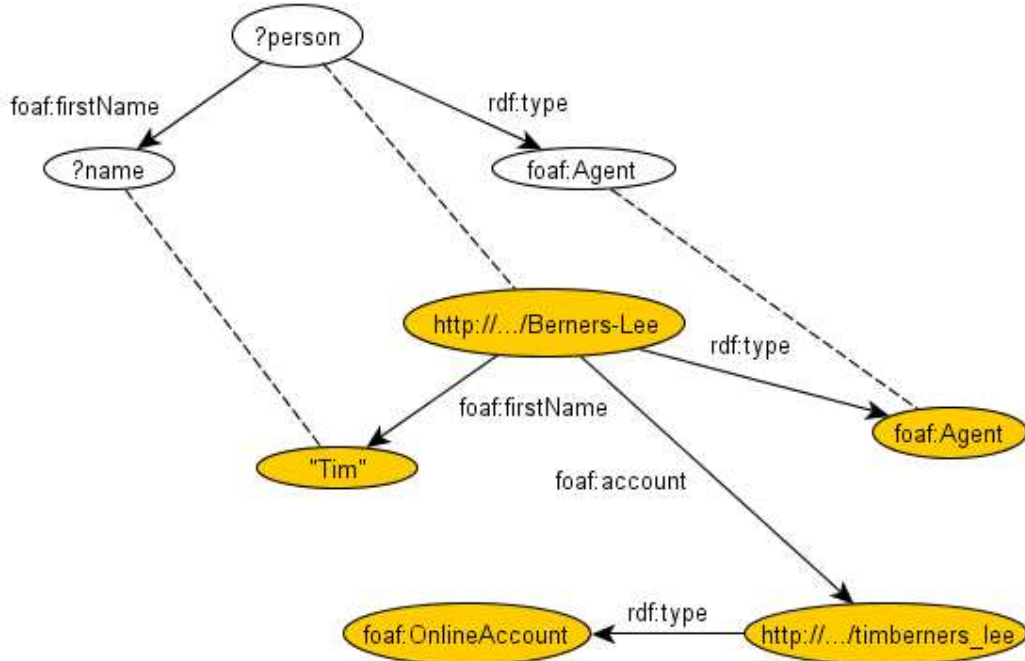 ?person
foaf:firstName
rdf:type
?name
foaf:Agent
http://.../Berners-Lee
rdf:type
foaf:firstName
foaf:Agent
"Tim"
foaf:account
rdf:type
foaf:OnlineAccount
http://.../timberners_lee